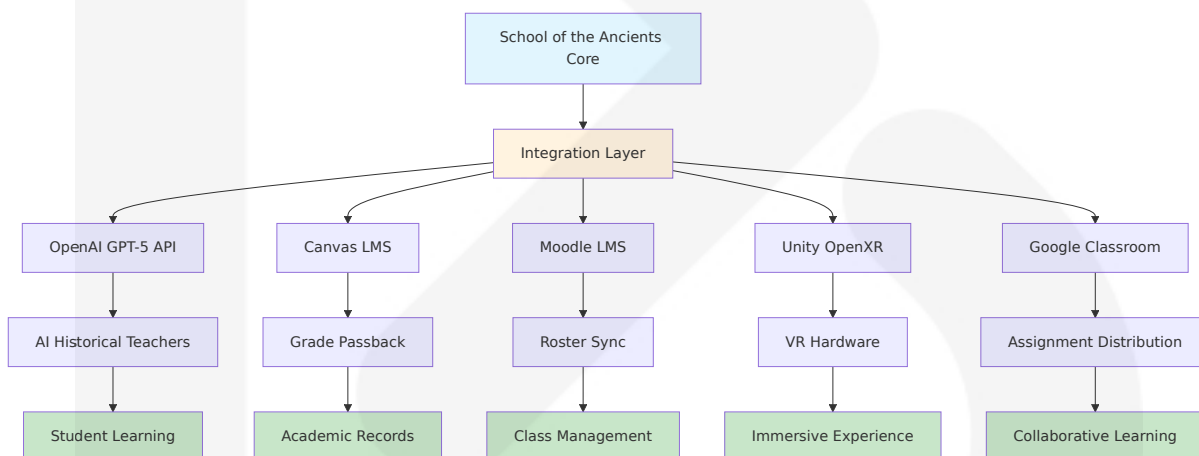 School of the Ancients
Core
Integration Layer
OpenAI GPT-5 API
Canvas LMS
Moodle LMS
Unity OpenXR
Google Classroom
AI Historical Teachers
Grade Passback
Roster Sync
VR Hardware
Assignment Distribution
Student Learning
Academic Records
Class Management
Immersive Experience
Collaborative Learning